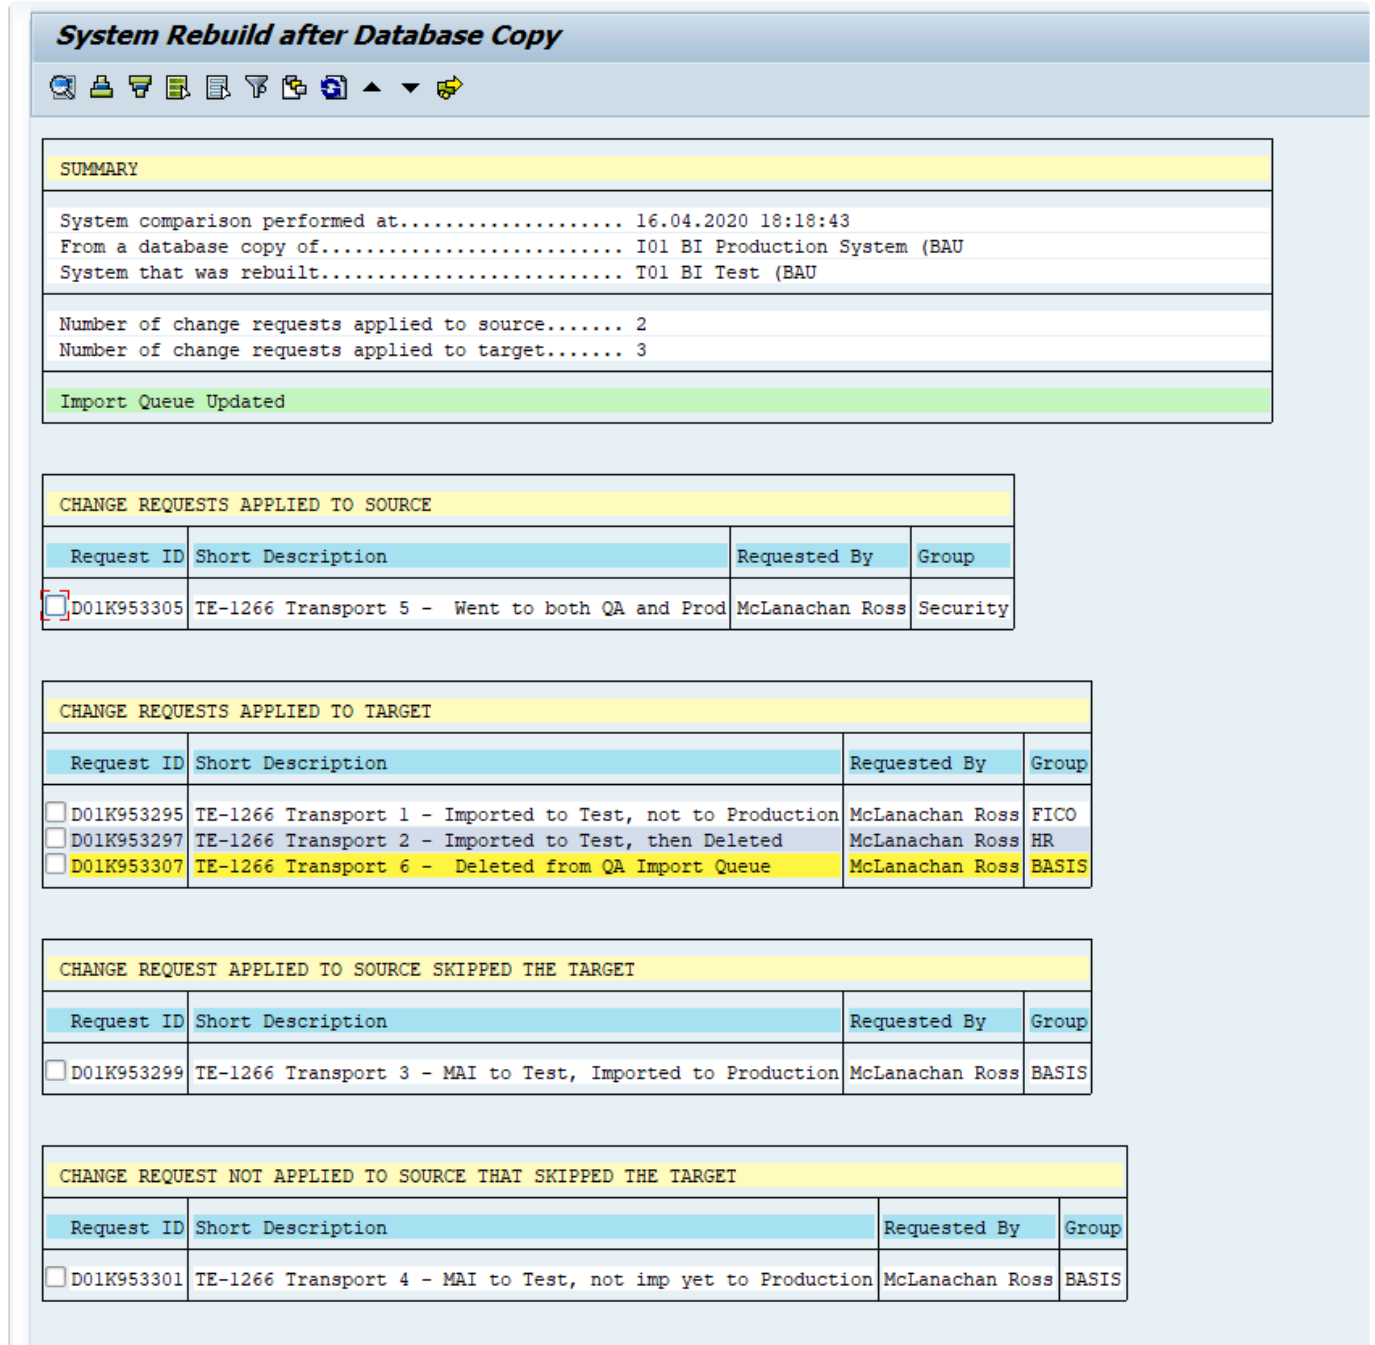 System Rebuild after Database Copy
SUMMARY
System comparison performed at.................... 16.04.2020 18:18:43
From a database copy of........................... I01 BI Production System (BAU
System that was rebuilt........................... T01 BI Test (BAU
Number of change requests applied to source....... 2
Number of change requests applied to target....... 3
Import Queue Updated
CHANGE REQUESTS APPLIED TO SOURCE
Request ID Short Description Requested By Group
D01K953305 TE-1266 Transport 5 -  Went to both QA and Prod McLanachan Ross Security
CHANGE REQUESTS APPLIED TO TARGET
Request ID Short Description Requested By Group
D01K953295 TE-1266 Transport 1 - Imported to Test, not to Production McLanachan Ross FICO
D01K953297 TE-1266 Transport 2 - Imported to Test, then Deleted McLanachan Ross HR
D01K953307 TE-1266 Transport 6 -  Deleted from QA Import Queue McLanachan Ross BASIS
CHANGE REQUEST APPLIED TO SOURCE SKIPPED THE TARGET
Request ID Short Description Requested By Group
D01K953299 TE-1266 Transport 3 - MAI to Test, Imported to Production McLanachan Ross BASIS
CHANGE REQUEST NOT APPLIED TO SOURCE THAT SKIPPED THE TARGET
Request ID Short Description Requested By Group
D01K953301 TE-1266 Transport 4 - MAI to Test, not imp yet to Production McLanachan Ross BASIS